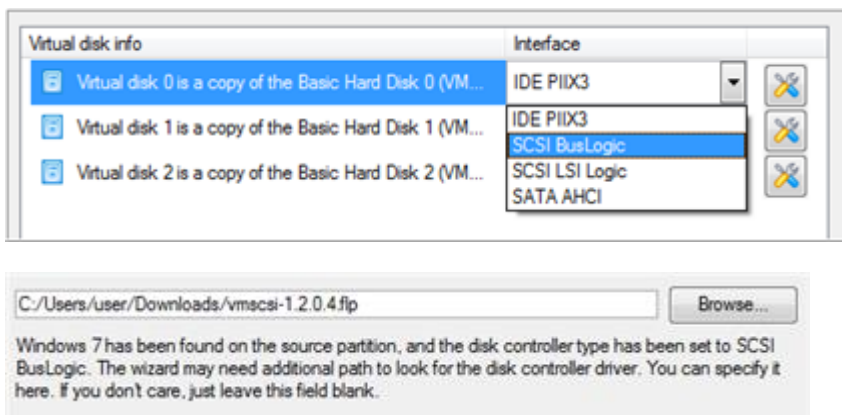 Virtual disk info Interface
Virtual disk 0 is a copy of the Basic Hard Disk 0 (VM... IDE PIIX3
IDE PIIX3
Virtual disk 1 is a copy of the Basic Hard Disk 1 (VM...
SCSI BusLogic
Virtual disk 2 is a copy of the Basic Hard Disk 2 (VM...
SCSI LSI Logic
SATA AHCI
C:/Users/user/Downloads/vmscsi-1.2.0.4.flp Browse...
Windows 7 has been found on the source partition, and the disk controller type has been set to SCSI
BusLogic. The wizard may need additional path to look for the disk controller driver. You can specify it
here. If you don't care, just leave this field blank.